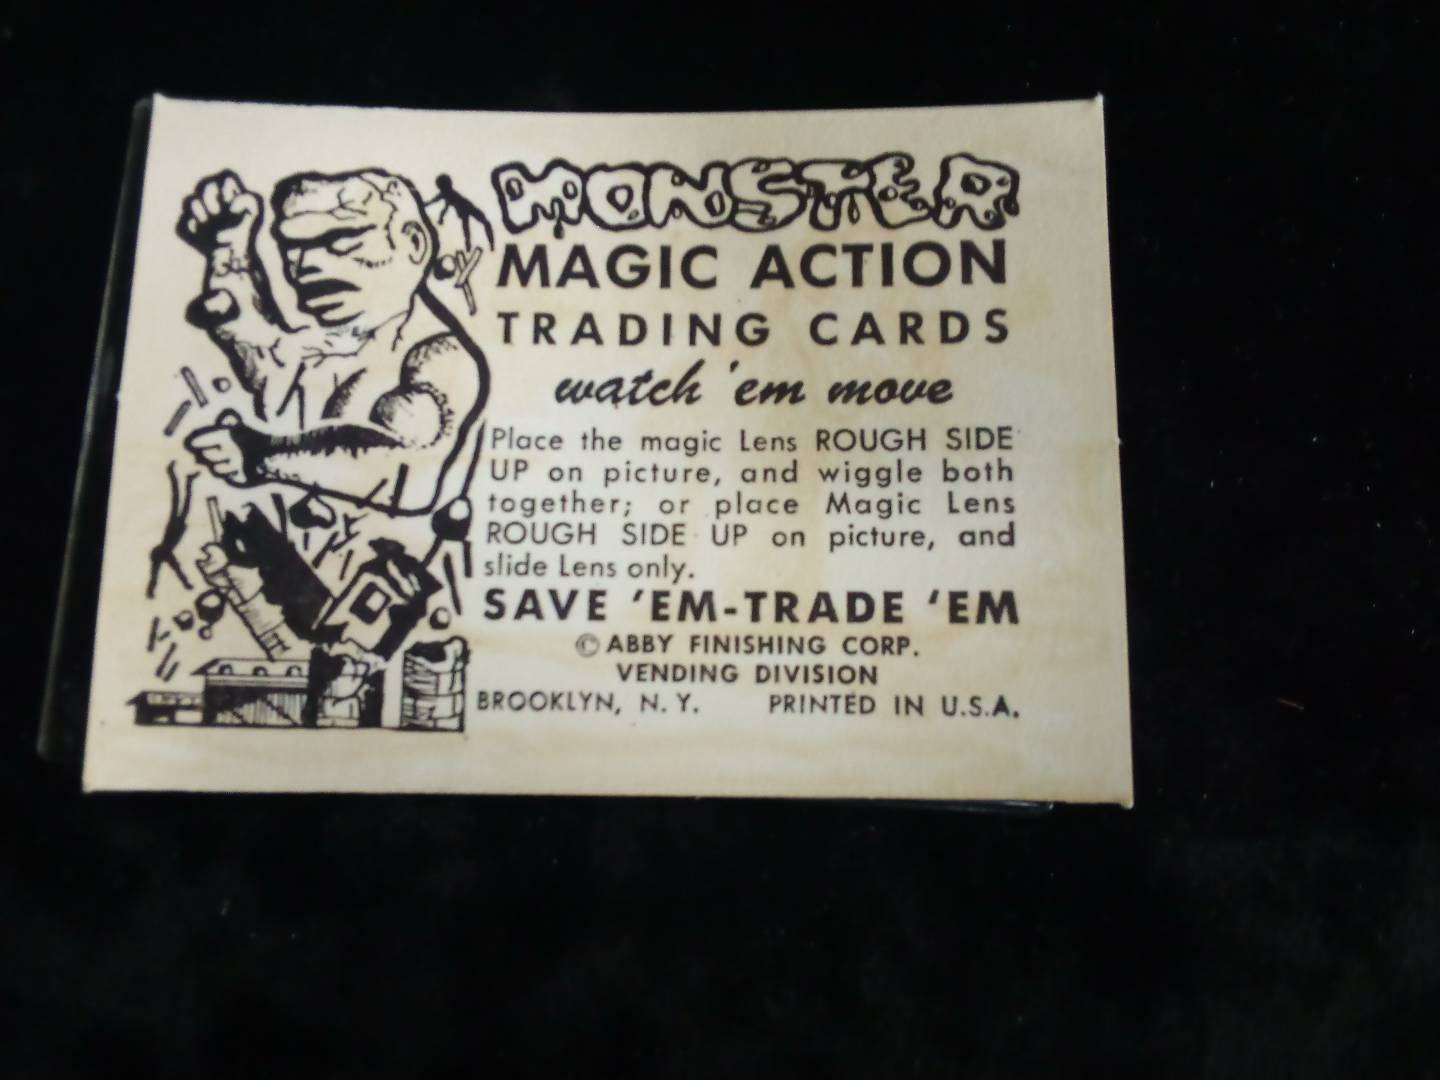 MONSTER
MAGIC ACTION
TRADING CARDS
watch 'em move
Place the magic Lens ROUGH SIDE
UP on picture, and wiggle both
together; or place Magic Lens
ROUGH SIDE UP on picture, and
slide Lens only.
SAVE 'EM-TRADE 'EM
© ABBY FINISHING CORP.
VENDING DIVISION
BROOKLYN, N.Y. PRINTED IN U.S.A.